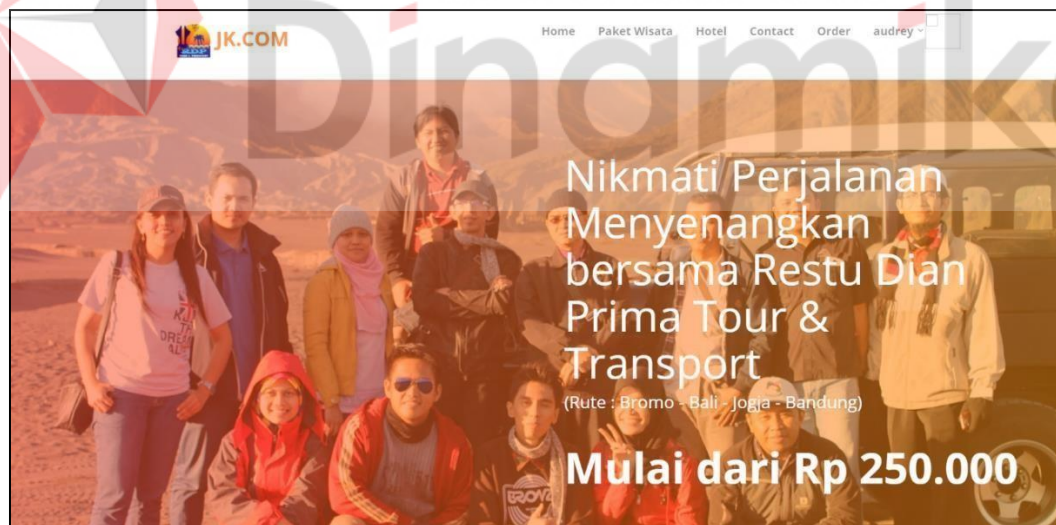 Dinamik
JK.COM
Home Paket Wisata Hotel Contact Order audrey
Nikmati Perjalanan
Menyenangkan
bersama Restu Dian
Prima Tour &
Transport
(Rute : Bromo - Bali - Jogja - Bandung)
Mulai dari Rp 250.000